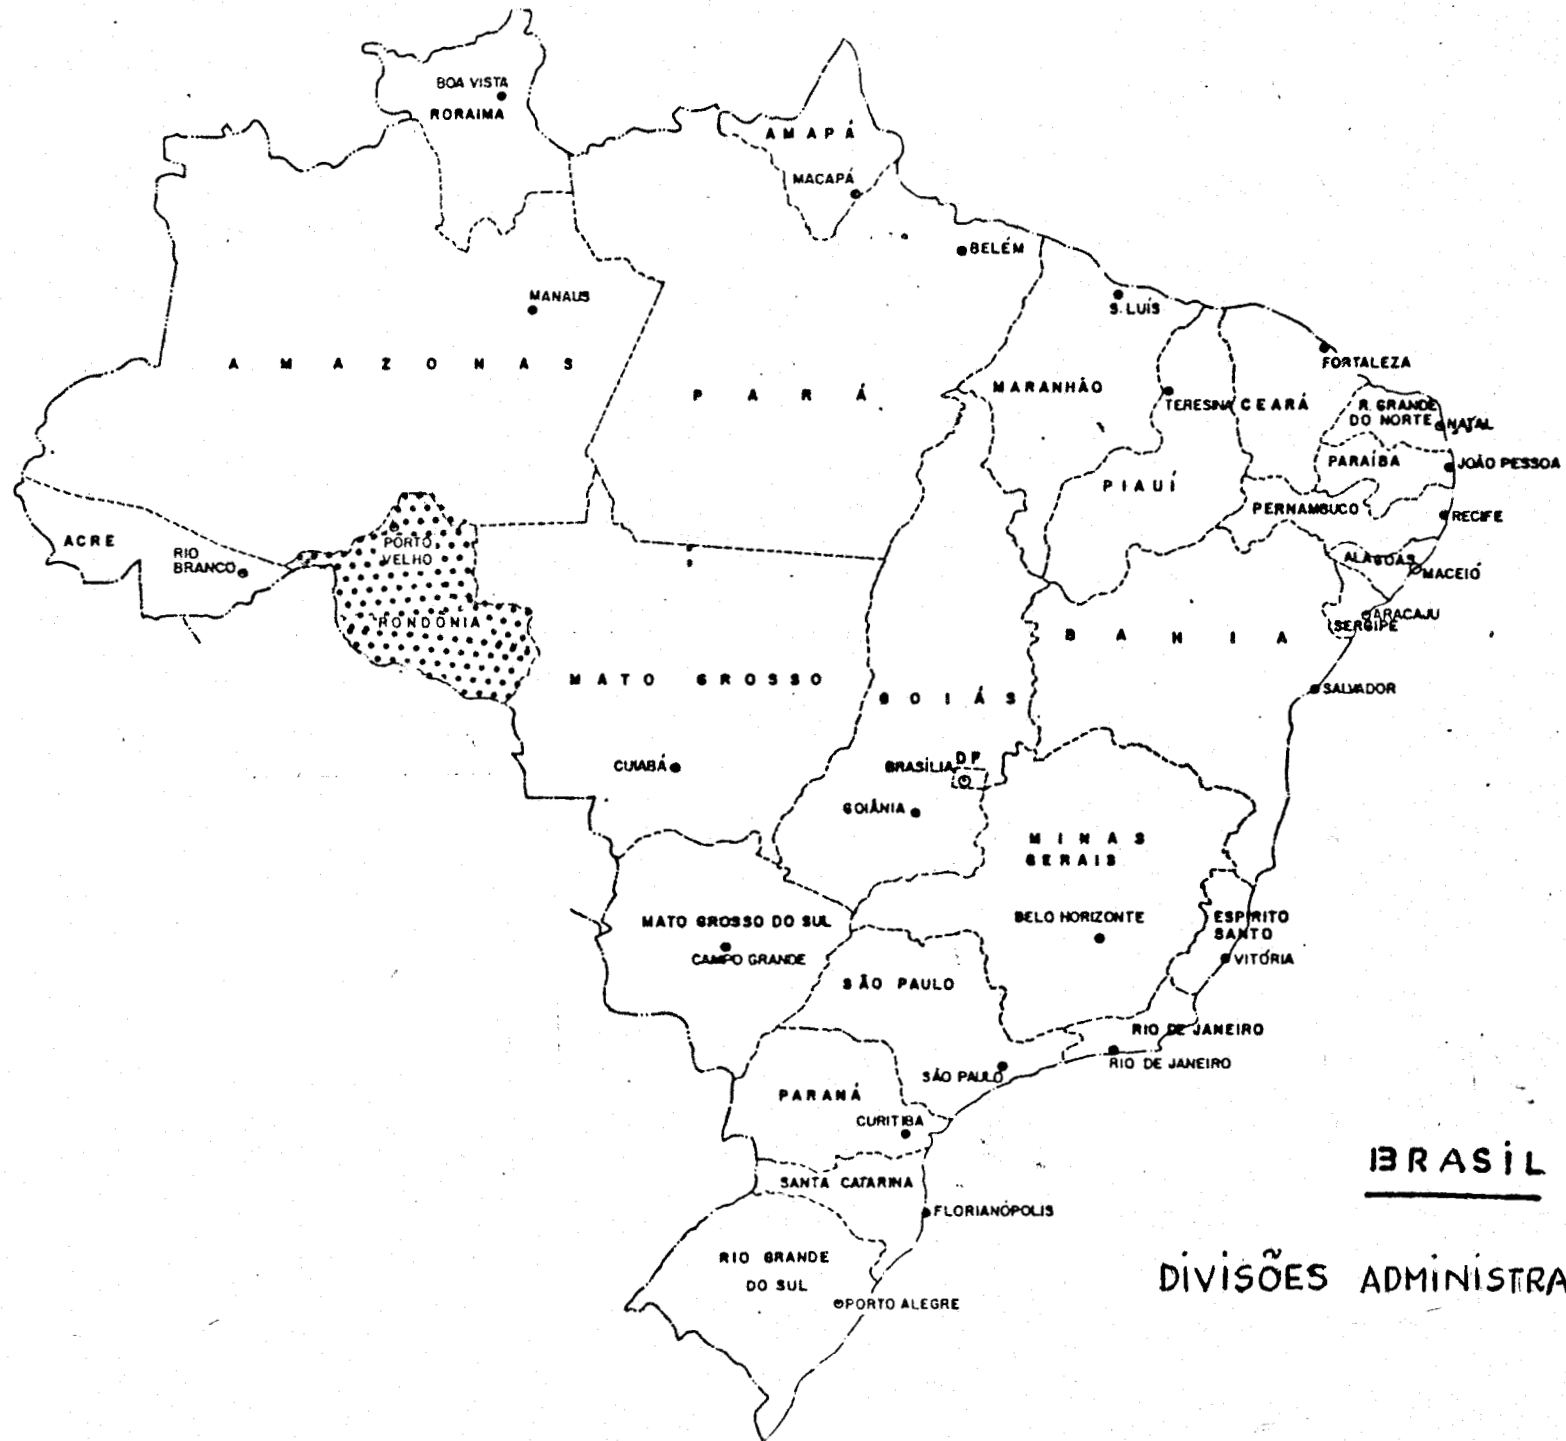 BOA VISTA
RORAIMA
AMAPÁ
MACAPÁ
BELÉM
MANAUS
S. LUÍS
AMAZONAS
PARÁ
MARANHÃO
FORTALEZA
TERESINA
CEARÁ
R. GRANDE
DO NORTE
NATAL
PARAÍBA
JOÃO PESSOA
PIAUÍ
PERNAMBUCO
RECIFE
ACRE
RIO
BRANCO
PÔRTO
VELHO
RONDÔNIA
ALAGOAS
MACEIÓ
ARACAJU
SERGIPE
BAHIA
MATO GROSSO
GOIÁS
SALVADOR
CUIABÁ
BRASÍLIA
DF
GOIÂNIA
MINAS
GERAIS
MATO GROSSO DO SUL
CAMPO GRANDE
BELO HORIZONTE
ESPÍRITO
SANTO
VITÓRIA
SÃO PAULO
RIO DE JANEIRO
RIO DE JANEIRO
SÃO PAULO
PARANÁ
CURITIBA
SANTA CATARINA
FLORIANÓPOLIS
RIO GRANDE
DO SUL
PORTO ALEGRE
BRASIL
DIVISÕES ADMINISTRA